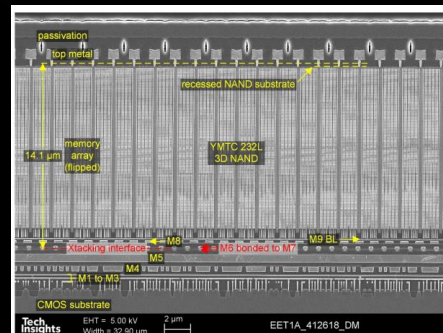 passivation
top metal
recessed NAND substrate
14.1 µm
memory
array
(flipped)
YMTC 232L
3D NAND
M8
M9 BL
Xtacking interface
M6 bonded to M7
M5
M4
M1 to M3
CMOS substrate
Tech
Insights
EHT = 5.00 kV
Width = 32.90 µm
2 µm
EET1A_412618_DM